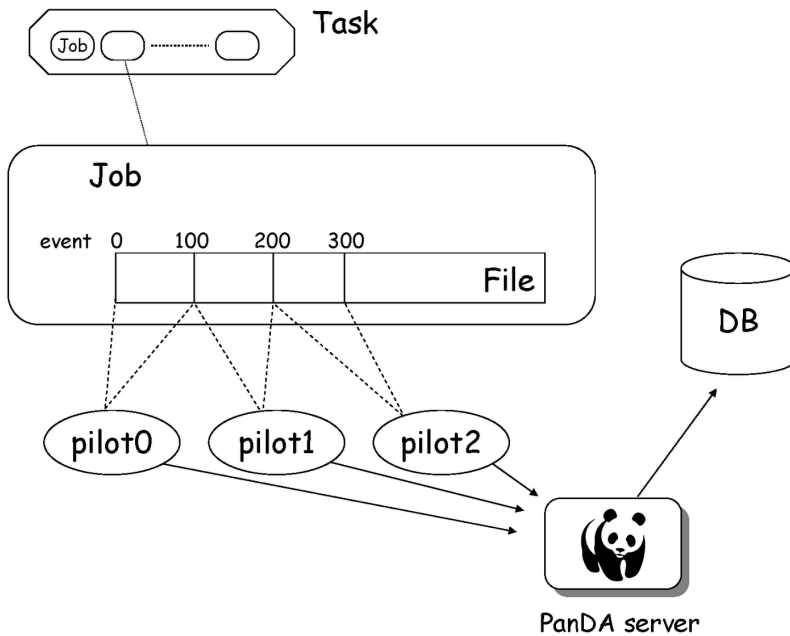 Task
Job
Job
event 0 100 200 300
File
DB
pilot0 pilot1 pilot2
PanDA server